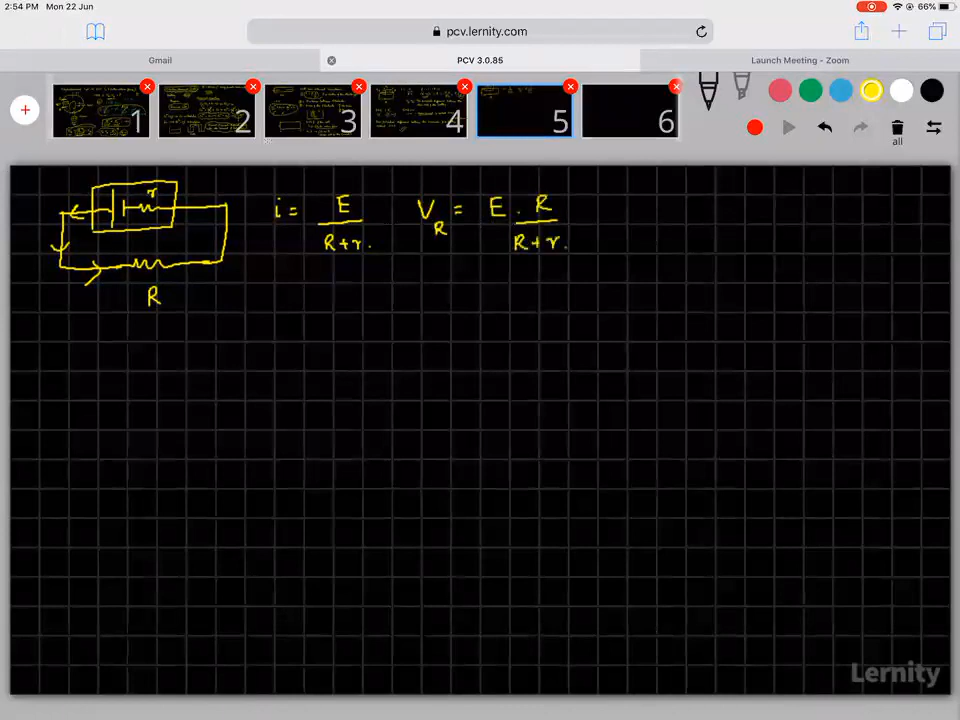 2:54 PM Mon 22 Jun
66%
pcv.lernity.com
Gmail
PCV 3.0.85
Launch Meeting - Zoom
1
2
3
4
5
6
all
r
R
i = E / R+r.
V_R = E . R / R+r.
Lernity